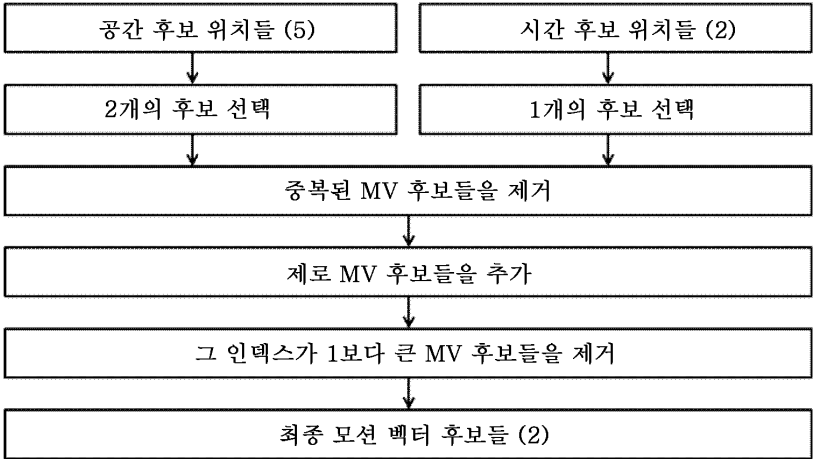 공간 후보 위치들 (5)
시간 후보 위치들 (2)
2개의 후보 선택
1개의 후보 선택
중복된 MV 후보들을 제거
제로 MV 후보들을 추가
그 인덱스가 1보다 큰 MV 후보들을 제거
최종 모션 벡터 후보들 (2)